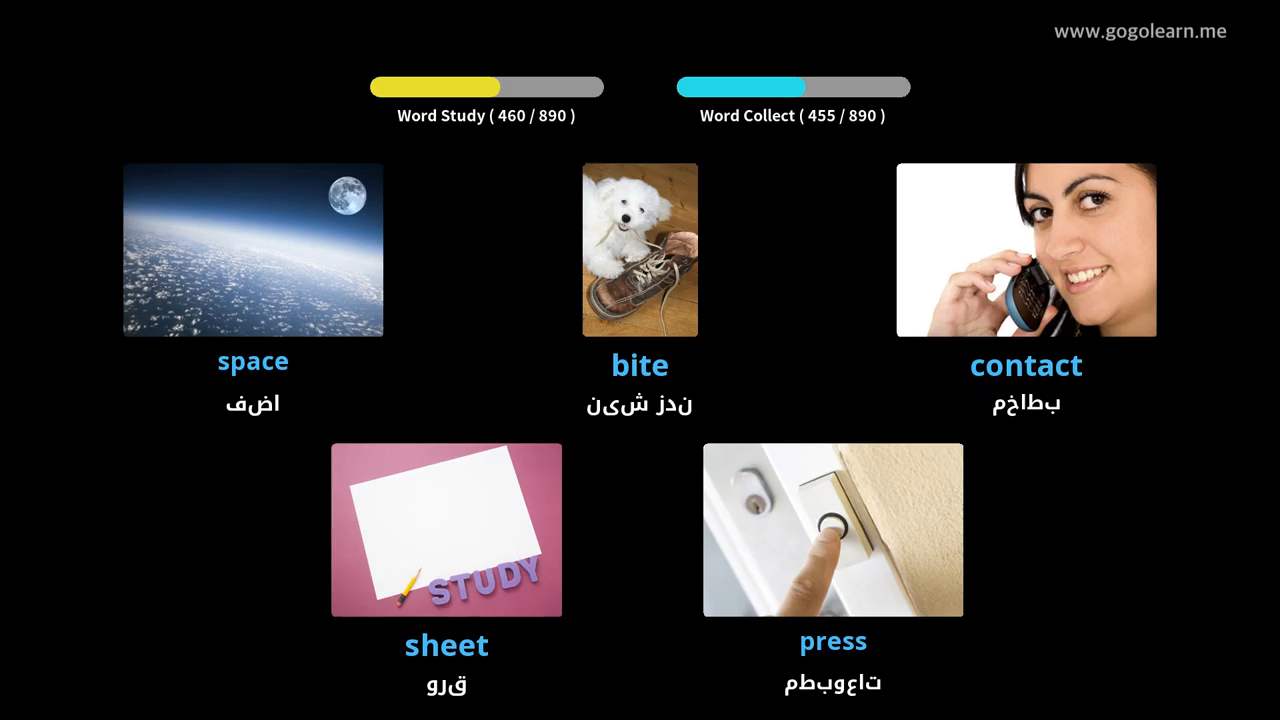 www.gogolearn.me
Word Study ( 460 / 890 )
Word Collect ( 455 / 890 )
space
اضف
bite
ندز شین
contact
بطاخم
sheet
قرو
press
تاعوبطم
STUDY